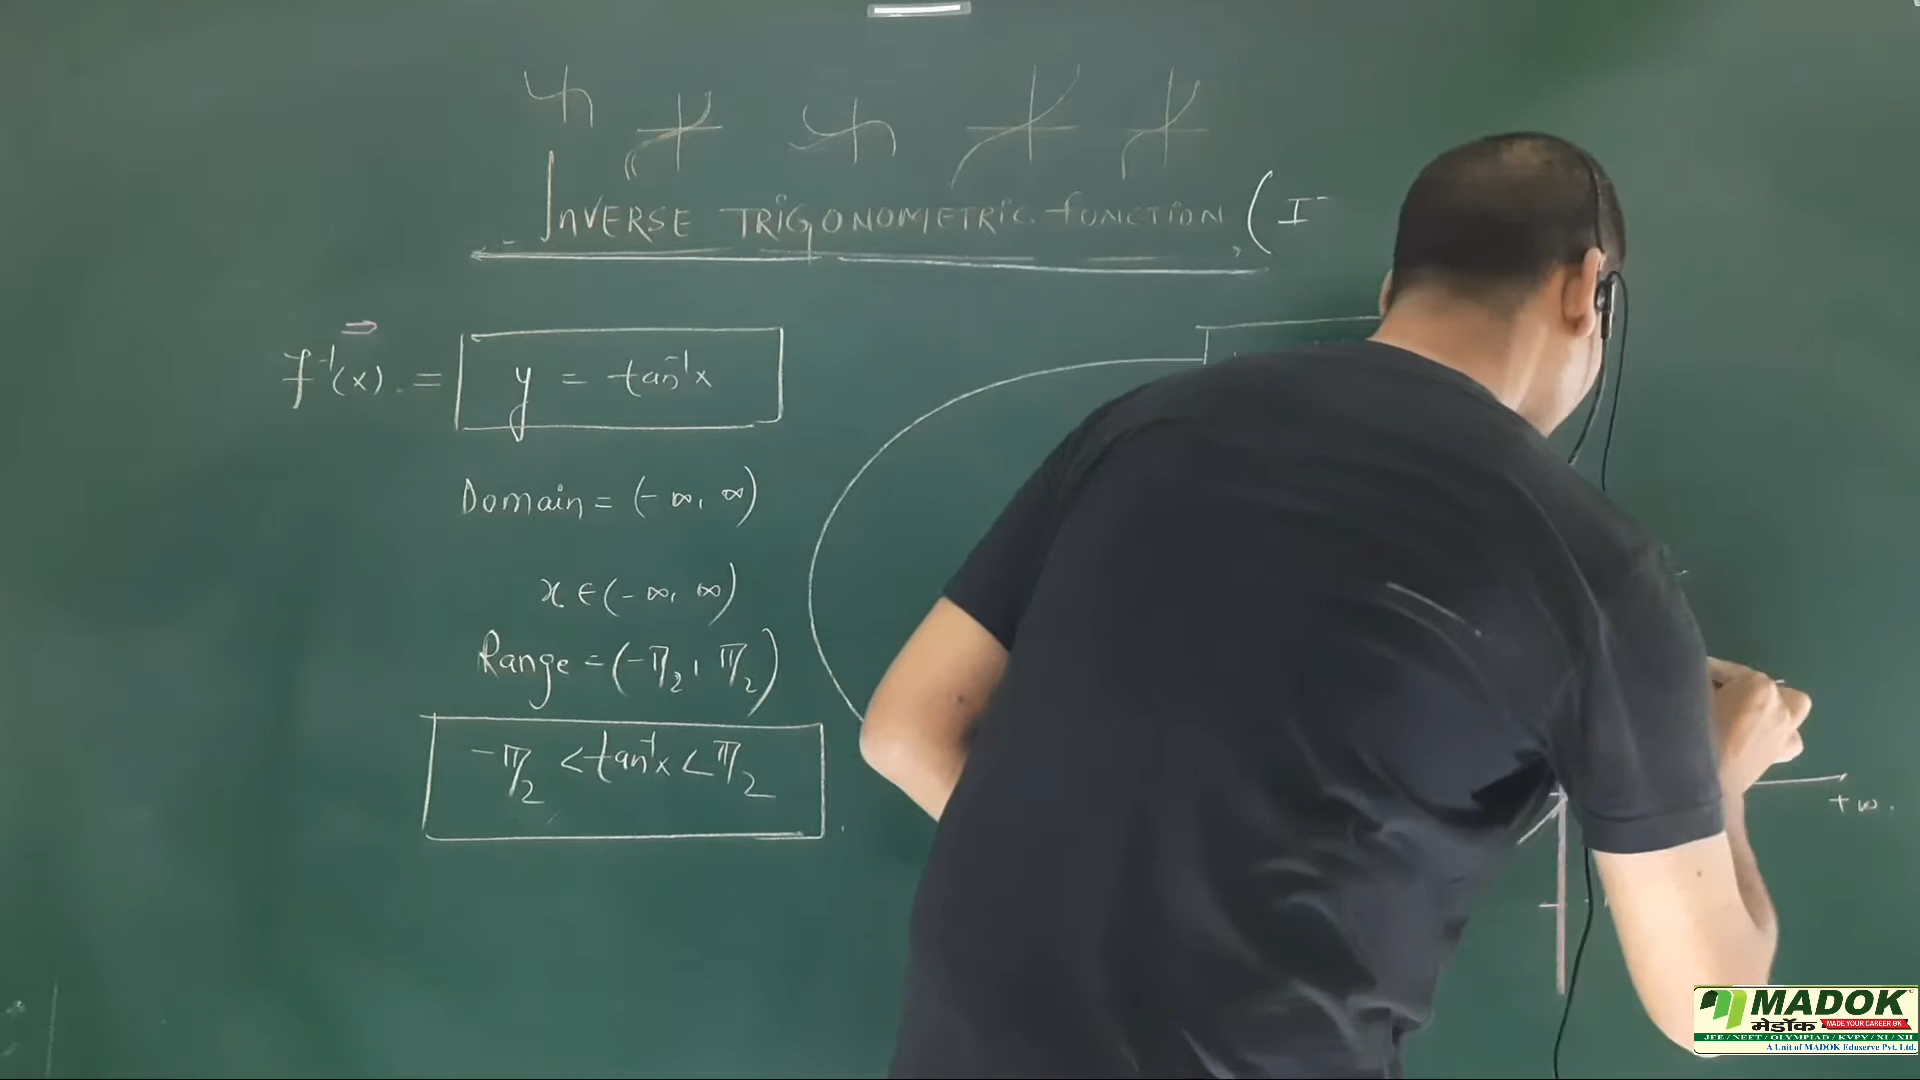 INVERSE TRIGONOMETRIC FUNCTION (I
⇒
f⁻¹(x) = y = tan⁻¹x
Domain = (-∞, ∞)
x ∈ (-∞, ∞)
Range = (-π/2, π/2)
-π/2 < tan⁻¹x < π/2
+∞
MADOK
मेडॉक MADE YOUR CAREER OK
JEE / NEET / OLYMPIAD / KVPY / XI / XII
A Unit of MADOK Eduserve Pvt. Ltd.